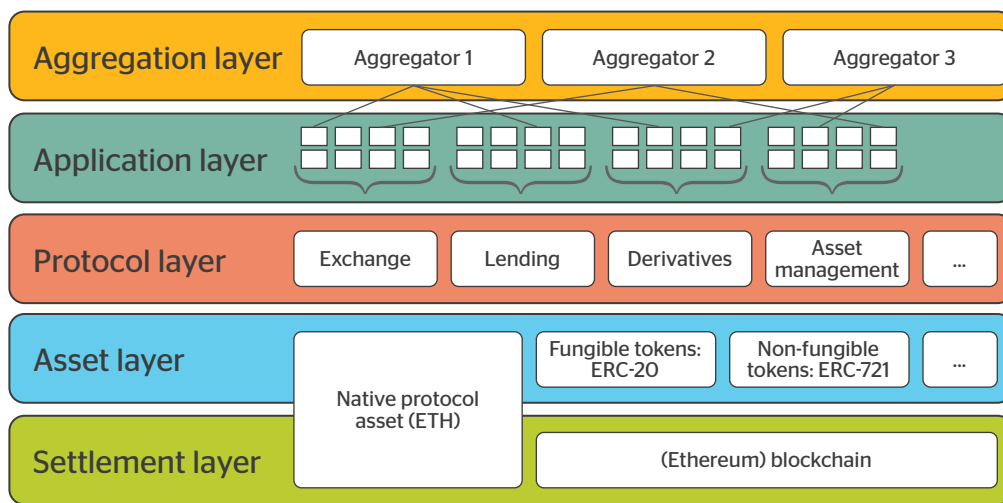 Aggregation layer
Aggregator 1
Aggregator 2
Aggregator 3
Application layer
Protocol layer
Exchange
Lending
Derivatives
Asset
management
...
Asset layer
Native protocol
asset (ETH)
Fungible tokens:
ERC-20
Non-fungible
tokens: ERC-721
...
Settlement layer
(Ethereum) blockchain